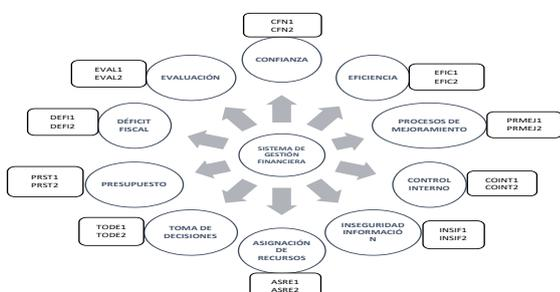 CFN1
CFN2
CONFIANZA
EFICIENCIA
EFIC1
EFIC2
PROCESOS DE
MEJORAMIENTO
PRMEJ1
PRMEJ2
CONTROL
INTERNO
COINT1
COINT2
INSEGURIDAD
INFORMACIÓ
N
INSIF1
INSIF2
ASIGNACIÓN
DE
RECURSOS
ASRE1
ASRE2
TOMA DE
DECISIONES
TODE1
TODE2
PRESUPUESTO
PRST1
PRST2
DÉFICIT
FISCAL
DEFI1
DEFI2
EVALUACIÓN
EVAL1
EVAL2
SISTEMA DE
GESTIÓN
FINANCIERA